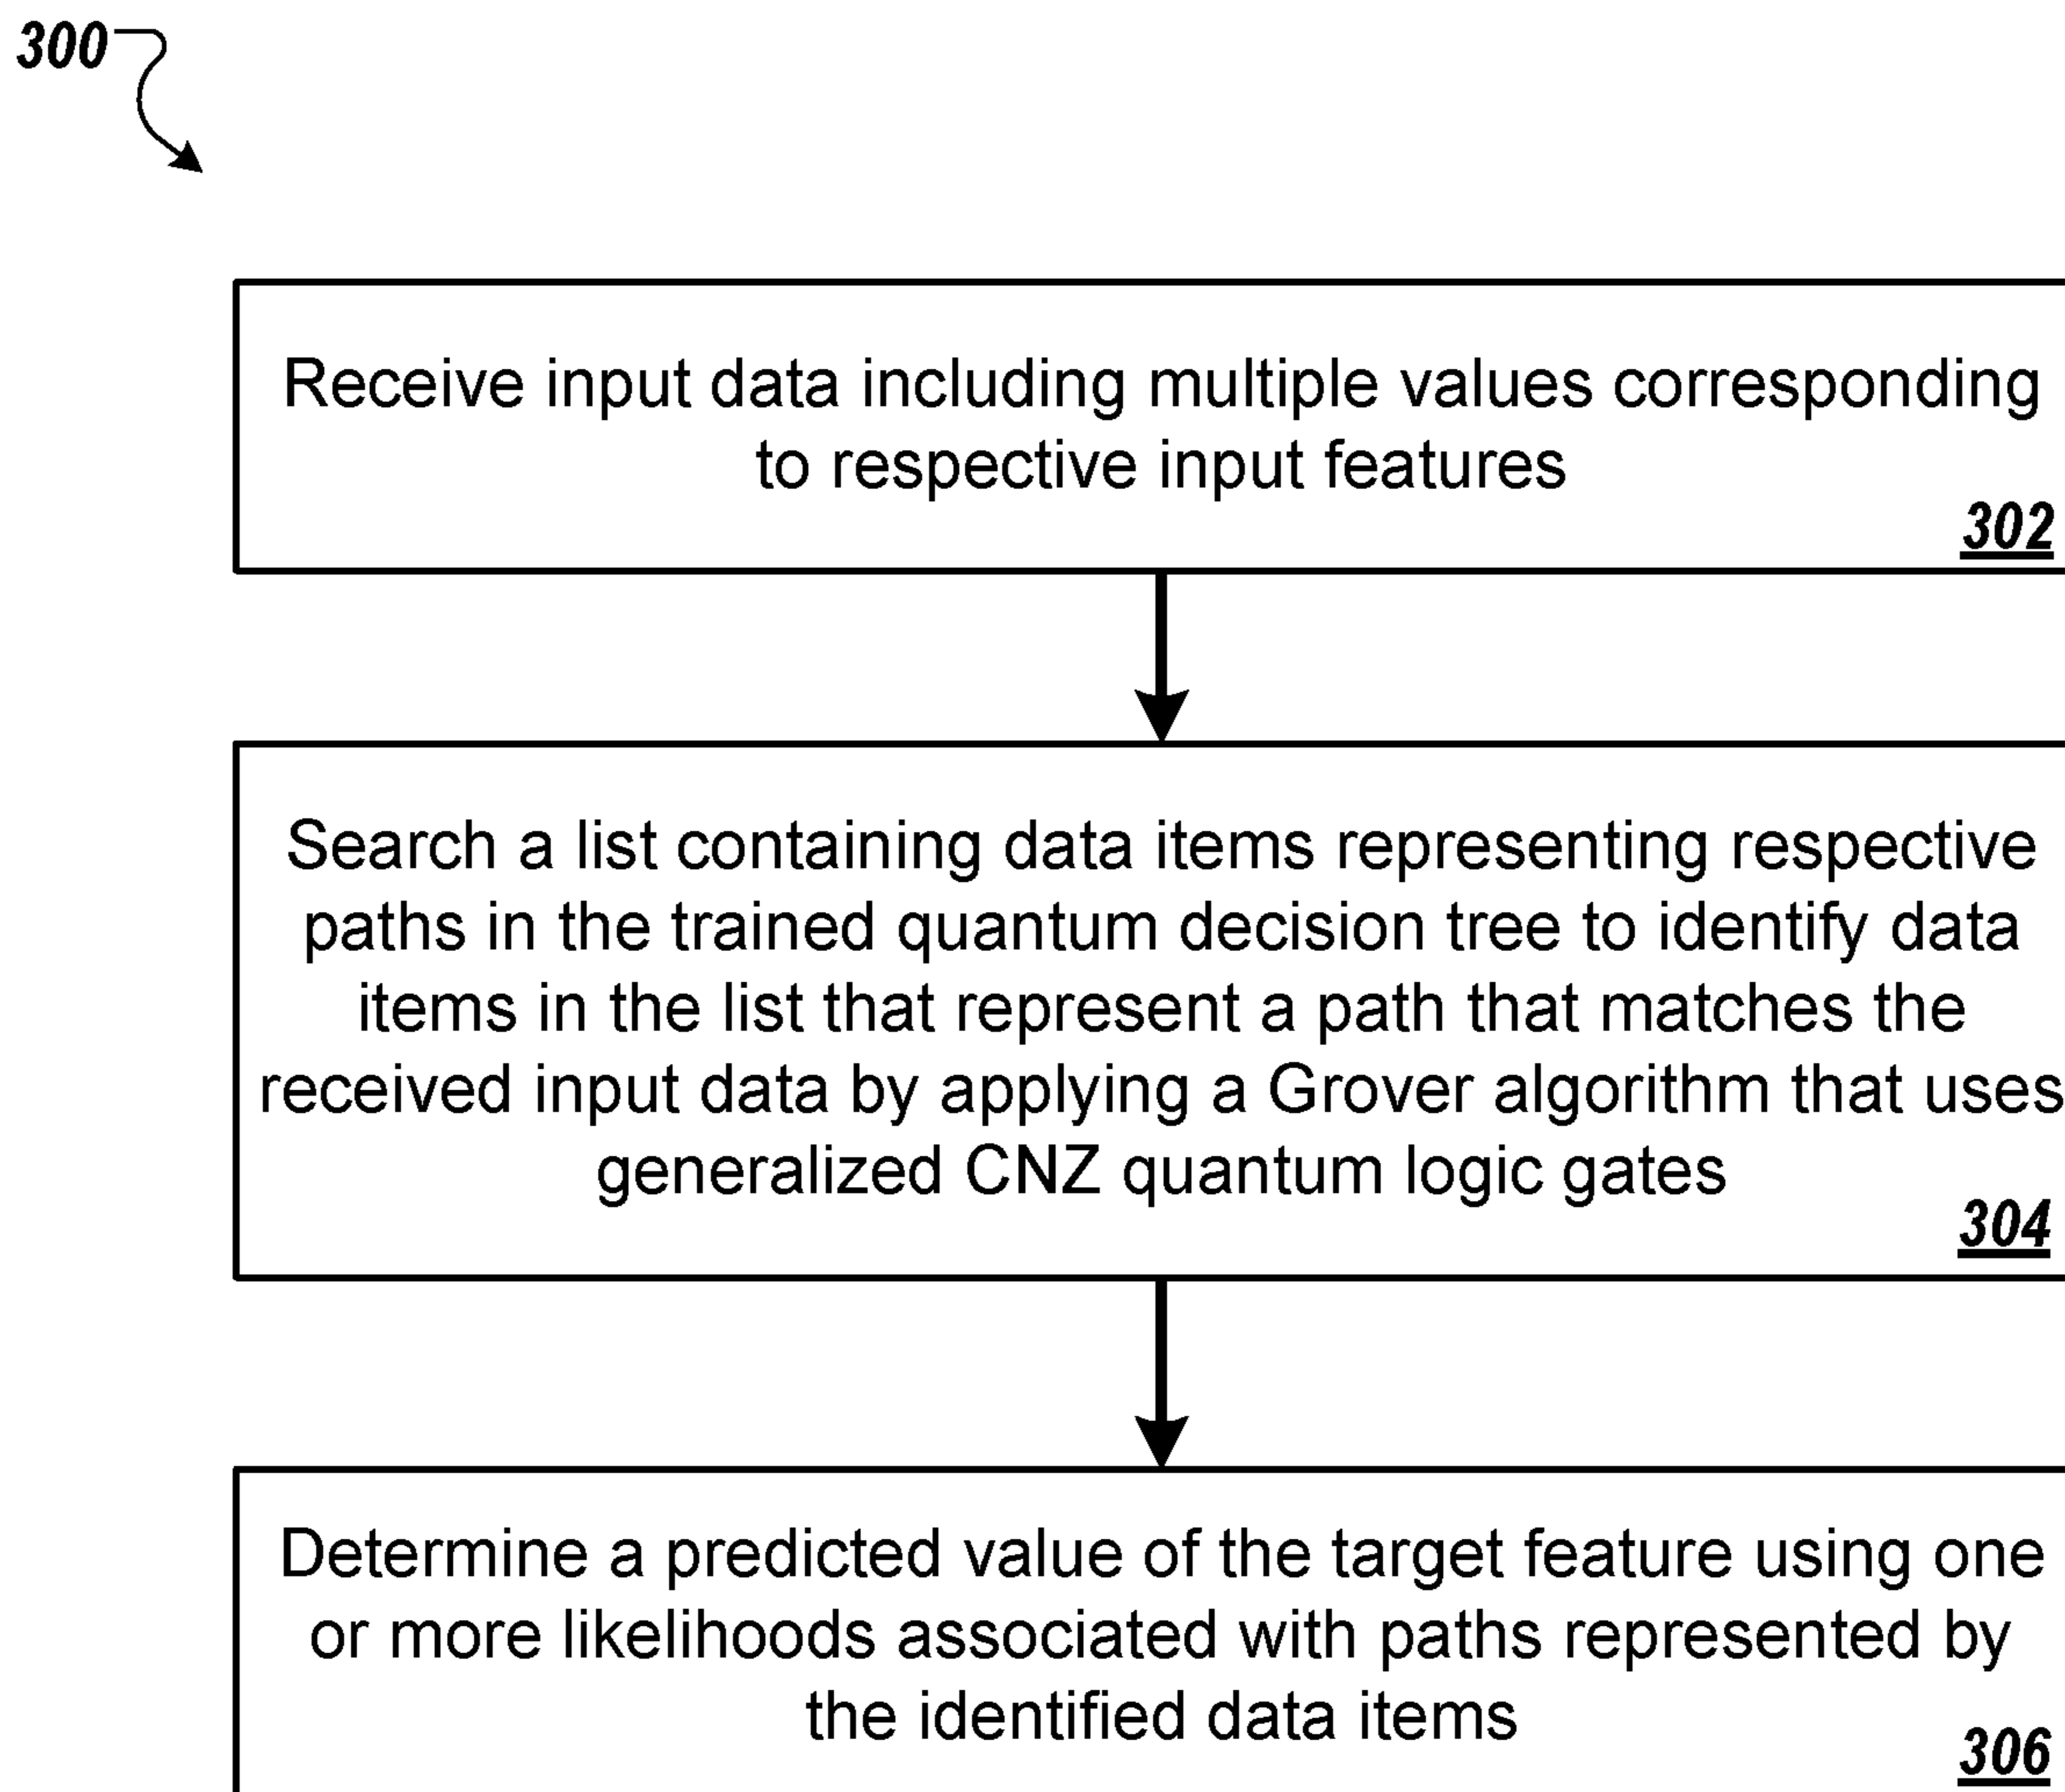 300
Receive input data including multiple values corresponding
to respective input features
302
Search a list containing data items representing respective
paths in the trained quantum decision tree to identify data
items in the list that represent a path that matches the
received input data by applying a Grover algorithm that uses
generalized CNZ quantum logic gates
304
Determine a predicted value of the target feature using one
or more likelihoods associated with paths represented by
the identified data items
306